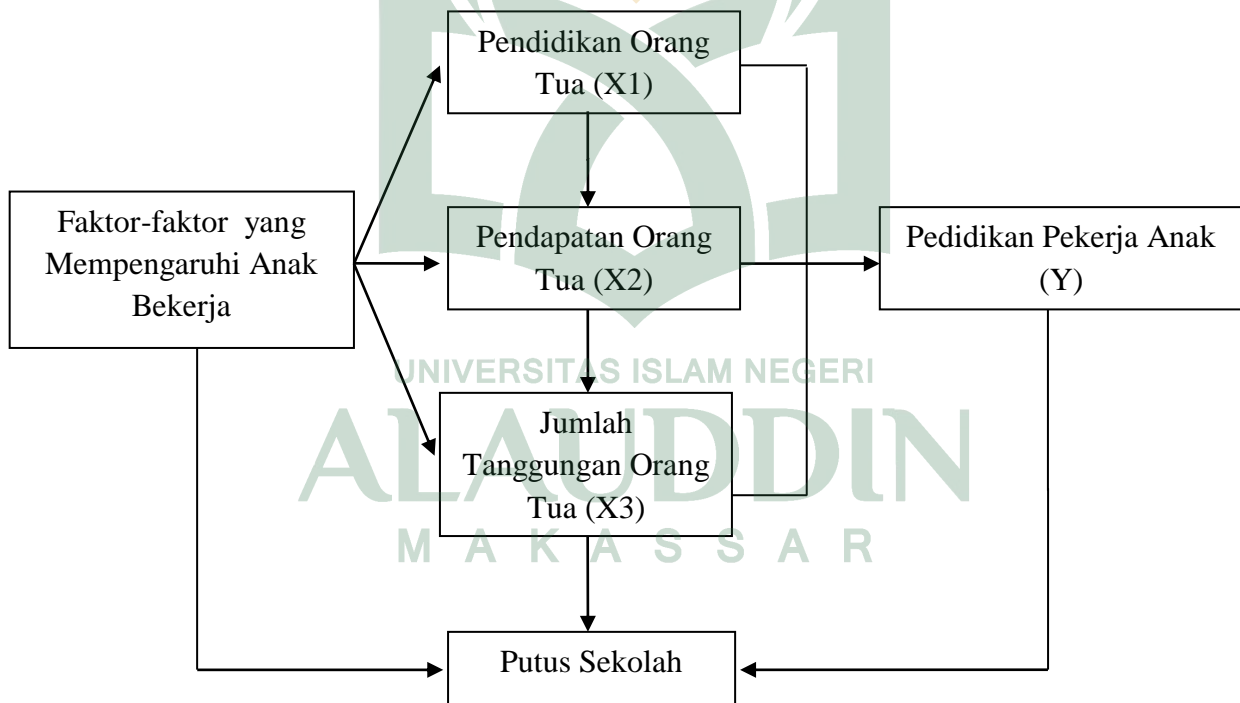 Pendidikan Orang
Tua (X1)
Faktor-faktor yang
Mempengaruhi Anak
Bekerja
Pendapatan Orang
Tua (X2)
Pedidikan Pekerja Anak
(Y)
UNIVERSITAS ISLAM NEGERI
ALAUDDIN
MAKASSAR
Jumlah
Tanggungan Orang
Tua (X3)
Putus Sekolah